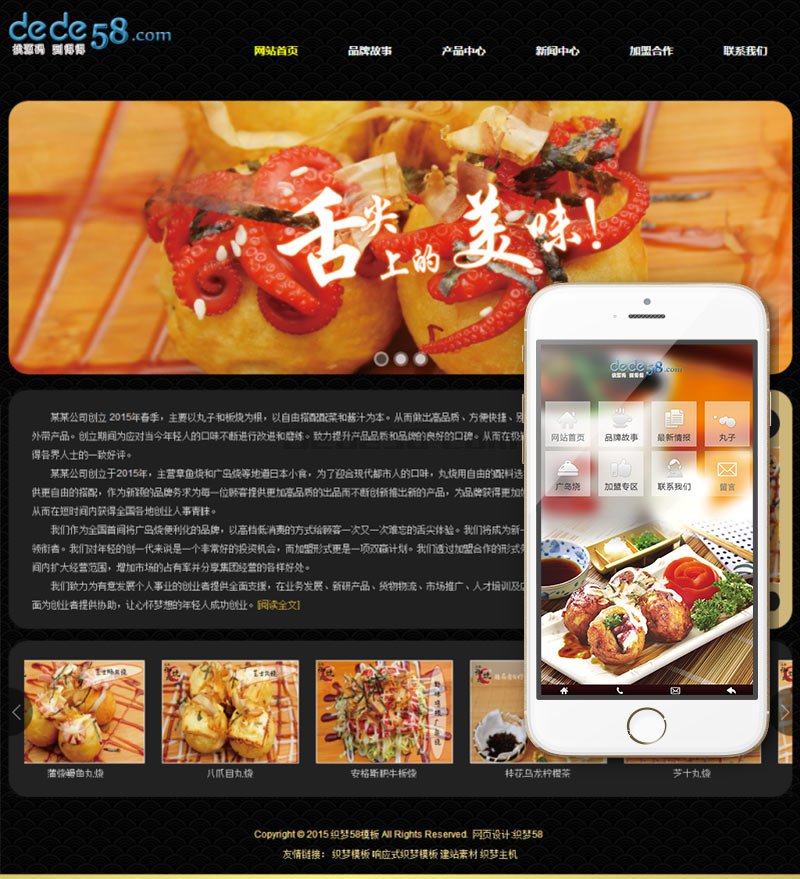 dede58.com
织梦码 到得得
网站首页 品牌故事 产品中心 新闻中心 加盟合作 联系我们
舌尖上的美味!
某某公司创立 2015年春季，主要以丸子和板烧为根，以自由搭配配菜和酱汁为本。从而做出高品质、方便快捷、
外带产品。创立期间为应对当今年轻人的口味不断进行改进和磨练。致力提升产品品质和品牌的良好的口碑。从而在
得各界人士的一致好评。
某某公司创立于2015年，主营章鱼烧和广岛烧等地道日本小食，为了迎合现代都市人的口味，丸烧用自由的配料选
供更自由的搭配，作为新颖的品牌务求为每一位顾客提供更加高品质的出品而不断创新推出新的产品，为品牌获得更加
从而在短时间内获得全国各地创业人事青睐。
我们作为全国首间将广岛烧便利化的品牌，以高档低消费的方式给顾客一次又一次难忘的舌尖体验。我们将成为新一
领衔者。我们对年轻的创一代来说是一个非常好的投资机会，而加盟形式更是一项双赢计划。我们透过加盟合作的形式
间内扩大经营范围，增加市场的占有率并分享集团经营的各样好处。
我们致力为有意发展个人事业的创业者提供全面支援，在业务发展、新研产品、货物物流、市场推广、人才培训及
面为创业者提供协助，让心怀梦想的年轻人成功创业。[阅读全文]
dede58.com
网站首页 品牌故事 最新情报 丸子
广岛烧 加盟专区 联系我们 留言
蒲烧鳗鱼丸烧 八爪目丸烧 安格斯肥牛板烧 桂花乌龙柠檬茶 芝士丸烧
Copyright © 2015 织梦58模板 All Rights Reserved. 网页设计:织梦58
友情链接： 织梦模板 响应式织梦模板 建站素材 织梦主机